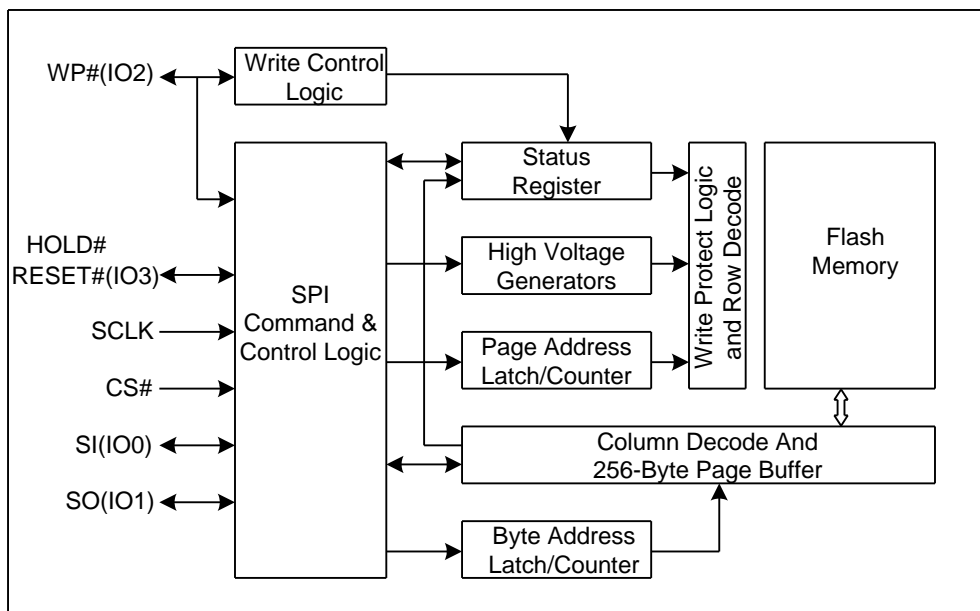 WP#(IO2)
Write Control
Logic
Status
Register
HOLD#
RESET#(IO3)
High Voltage
Generators
SPI
Command &
Control Logic
SCLK
Page Address
Latch/Counter
Write Protect Logic
and Row Decode
Flash
Memory
CS#
SI(IO0)
Column Decode And
256-Byte Page Buffer
SO(IO1)
Byte Address
Latch/Counter